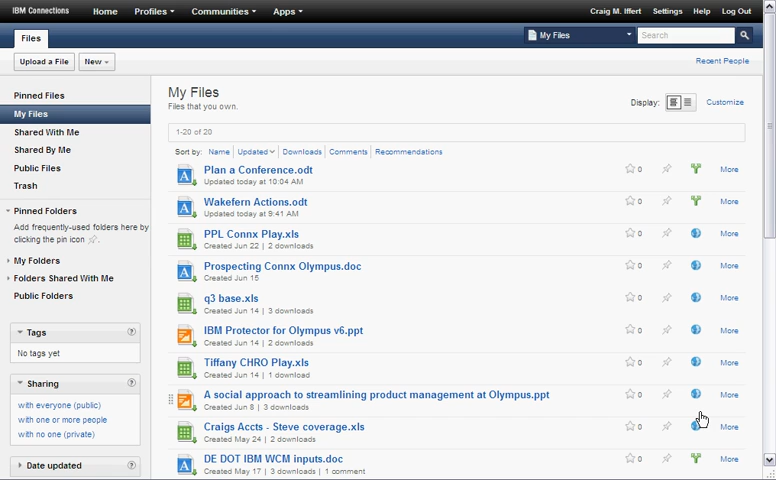 IBM Connections Home Profiles Communities Apps Craig M. Iffert Settings Help Log Out
Files My Files Search
Upload a File New Recent People
Pinned Files
My Files
Shared With Me
Shared By Me
Public Files
Trash
Pinned Folders
Add frequently-used folders here by
clicking the pin icon .
My Folders
Folders Shared With Me
Public Folders
Tags ?
No tags yet
Sharing ?
with everyone (public)
with one or more people
with no one (private)
Date updated ?
My Files
Files that you own.
Display: Customize
1-20 of 20
Sort by: Name Updated Downloads Comments Recommendations
Plan a Conference.odt 0 More
Updated today at 10:04 AM
Wakefern Actions.odt 0 More
Updated today at 9:41 AM
PPL Connx Play.xls 0 More
Created Jun 22 | 2 downloads
Prospecting Connx Olympus.doc 0 More
Created Jun 15
q3 base.xls 0 More
Created Jun 14 | 3 downloads
IBM Protector for Olympus v6.ppt 0 More
Created Jun 14 | 2 downloads
Tiffany CHRO Play.xls 0 More
Created Jun 14 | 1 download
A social approach to streamlining product management at Olympus.ppt 0 More
Created Jun 8 | 3 downloads
Craigs Accts - Steve coverage.xls 0 More
Created May 24 | 2 downloads
DE DOT IBM WCM inputs.doc 0 More
Created May 17 | 3 downloads | 1 comment